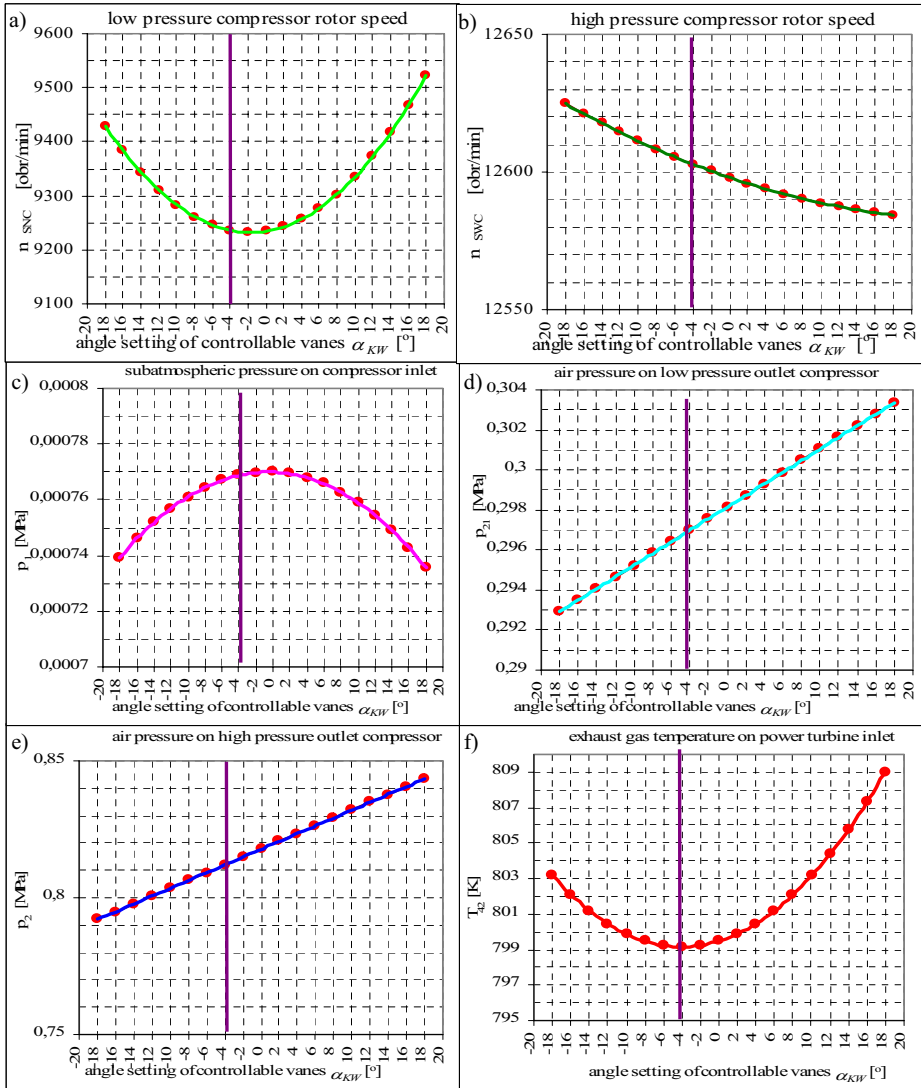 a)
low pressure compressor rotor speed
9600
9500
9400
9300
9200
9100
n SNC [obr/min]
-20 -18 -16 -14 -12 -10 -8 -6 -4 -2 0 2 4 6 8 10 12 14 16 18 20
angle setting of controllable vanes αKW [º]
b)
high pressure compressor rotor speed
12650
12600
12550
n SWC [obr/min]
-20 -18 -16 -14 -12 -10 -8 -6 -4 -2 0 2 4 6 8 10 12 14 16 18 20
angle setting of controllable vanes αKW [º]
c)
subatmospheric pressure on compressor inlet
0,0008
0,00078
0,00076
0,00074
0,00072
0,0007
p1 [MPa]
-20 -18 -16 -14 -12 -10 -8 -6 -4 -2 0 2 4 6 8 10 12 14 16 18 20
angle setting of controllable vanes αKW [º]
d)
air pressure on low pressure outlet compressor
0,304
0,3
0,298
0,296
0,294
0,292
0,29
p21 [MPa]
-20 -18 -16 -14 -12 -10 -8 -6 -4 -2 0 2 4 6 8 10 12 14 16 18 20
angle setting of controllable vanes αKW [º]
e)
air pressure on high pressure outlet compressor
0,85
0,8
0,75
p2 [MPa]
-20 -18 -16 -14 -12 -10 -8 -6 -4 -2 0 2 4 6 8 10 12 14 16 18 20
angle setting of controllable vanes αKW [º]
f)
exhaust gas temperature on power turbine inlet
809
807
805
803
801
799
797
795
T42 [K]
-20 -18 -16 -14 -12 -10 -8 -6 -4 -2 0 2 4 6 8 10 12 14 16 18 20
angle setting of controllable vanes αKW [º]